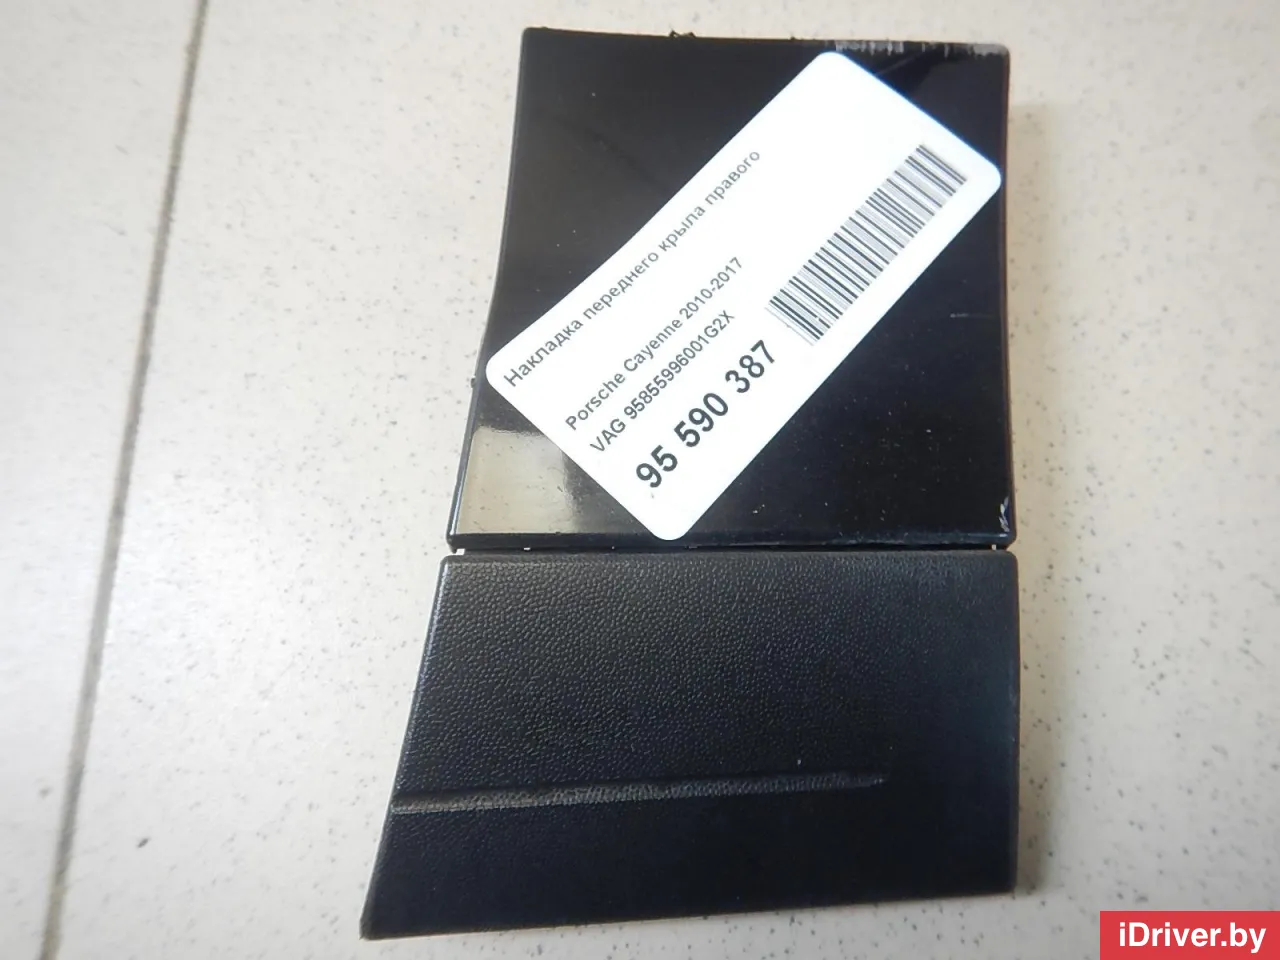 Накладка переднего крыла правого
Porsche Cayenne 2010-2017
VAG 95855996001G2X
95 590 387
iDriver.by